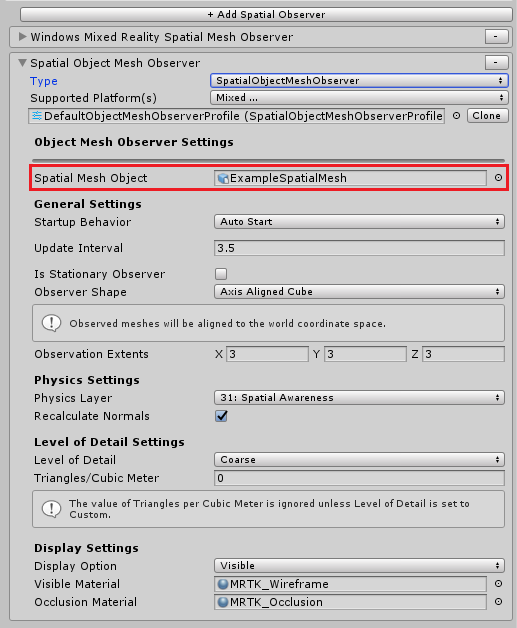 + Add Spatial Observer
Windows Mixed Reality Spatial Mesh Observer -
Spatial Object Mesh Observer -
Type SpatialObjectMeshObserver
Supported Platform(s) Mixed ...
DefaultObjectMeshObserverProfile (SpatialObjectMeshObserverProfile Clone
Object Mesh Observer Settings
Spatial Mesh Object ExampleSpatialMesh
General Settings
Startup Behavior Auto Start
Update Interval 3.5
Is Stationary Observer
Observer Shape Axis Aligned Cube
Observed meshes will be aligned to the world coordinate space.
Observation Extents X 3 Y 3 Z 3
Physics Settings
Physics Layer 31: Spatial Awareness
Recalculate Normals
Level of Detail Settings
Level of Detail Coarse
Triangles/Cubic Meter 0
The value of Triangles per Cubic Meter is ignored unless Level of Detail is set to
Custom.
Display Settings
Display Option Visible
Visible Material MRTK_Wireframe
Occlusion Material MRTK_Occlusion